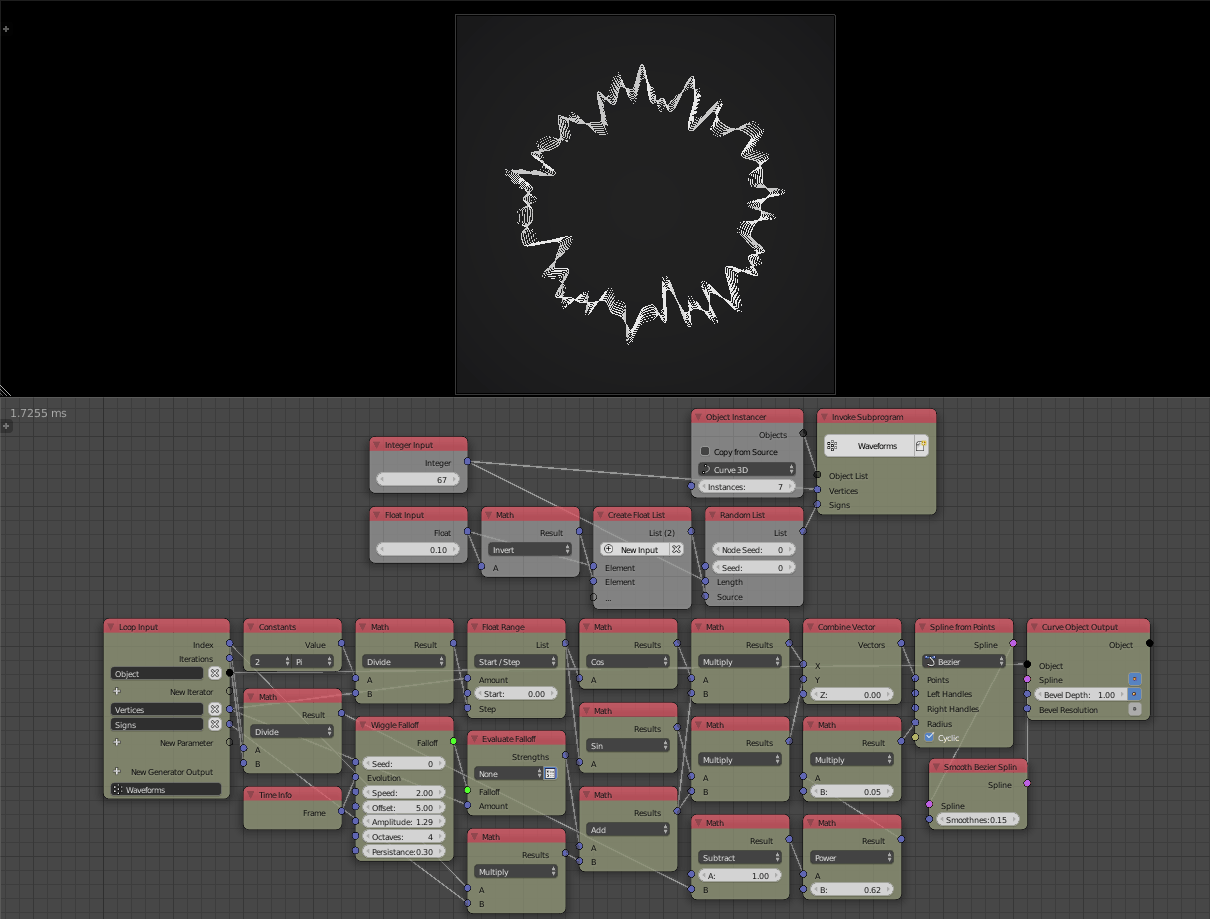 1.7255 ms
Object Instancer
Objects
Copy from Source
Curve 3D
Instances: 7
Invoke Subprogram
Waveforms
Object List
Vertices
Signs
Integer Input
Integer
67
Float Input
Float
0.10
Math
Result
Invert
A
Create Float List
List (2)
New Input
Element
Element
...
Random List
List
Node Seed: 0
Seed: 0
Length
Source
Loop Input
Index
Iterations
Object
New Iterator
Vertices
Signs
New Parameter
New Generator Output
Waveforms
Constants
Value
2 Pi
Math
Result
Divide
A
B
Time Info
Frame
Math
Result
Divide
A
B
Wiggle Falloff
Falloff
Seed: 0
Evolution
Speed: 2.00
Offset: 5.00
Amplitude: 1.29
Octaves: 4
Persistance:0.30
Float Range
List
Start / Step
Amount
Start: 0.00
Step
Evaluate Falloff
Strengths
None
Falloff
Amount
Math
Results
Multiply
A
B
Math
Results
Cos
A
Math
Results
Sin
A
Math
Results
Add
A
B
Math
Results
Multiply
A
B
Math
Results
Multiply
A
B
Math
Result
Subtract
A: 1.00
B
Combine Vector
Vectors
X
Y
Z: 0.00
Math
Result
Multiply
A
B: 0.05
Math
Result
Power
A
B: 0.62
Spline from Points
Spline
Bezier
Points
Left Handles
Right Handles
Radius
Cyclic
Smooth Bezier Splin
Spline
Spline
Smoothnes:0.15
Curve Object Output
Object
Object
Spline
Bevel Depth: 1.00
Bevel Resolution